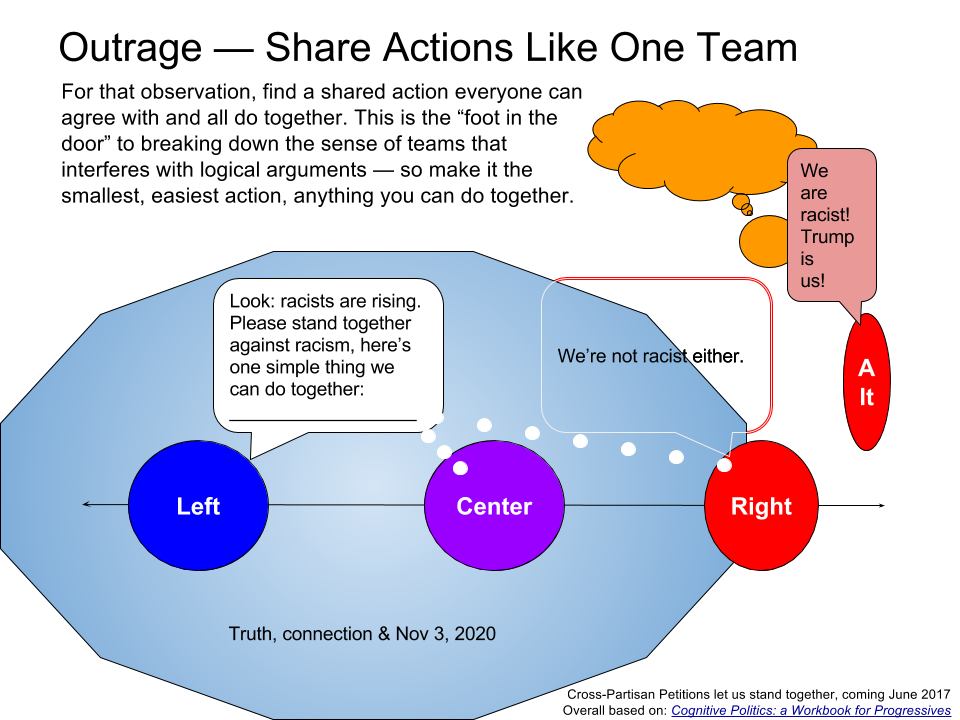 Outrage — Share Actions Like One Team
For that observation, find a shared action everyone can
agree with and all do together. This is the “foot in the
door” to breaking down the sense of teams that
interferes with logical arguments — so make it the
smallest, easiest action, anything you can do together.
We
are
racist!
Trump
is
us!
Look: racists are rising.
Please stand together
against racism, here’s
one simple thing we
can do together:
We’re not racist either.
A
lt
Left
Center
Right
Truth, connection & Nov 3, 2020
Cross-Partisan Petitions let us stand together, coming June 2017
Overall based on: Cognitive Politics: a Workbook for Progressives